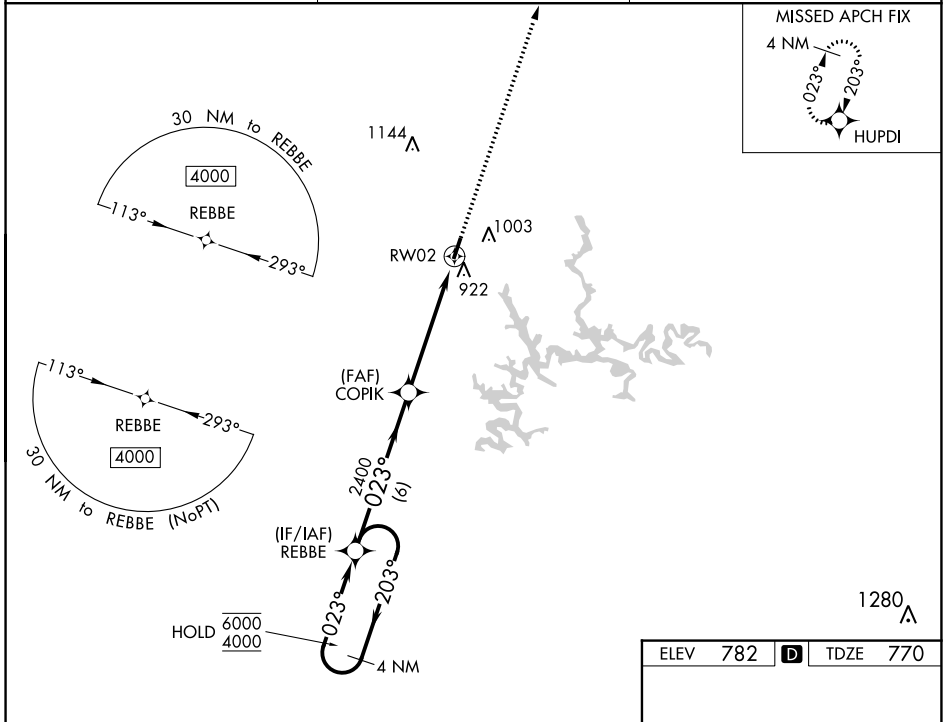 MISSED APCH FIX
4 NM
023°
203°
HUPDI
30 NM to REBBE
4000
REBBE
113°
293°
1144
1003
RW02
922
113°
293°
REBBE
4000
30 NM to REBBE (NoPT)
(FAF)
COPIK
2400
023°
(6)
(IF/IAF)
REBBE
023°
203°
HOLD 6000
4000
4 NM
1280
ELEV 782 D TDZE 770